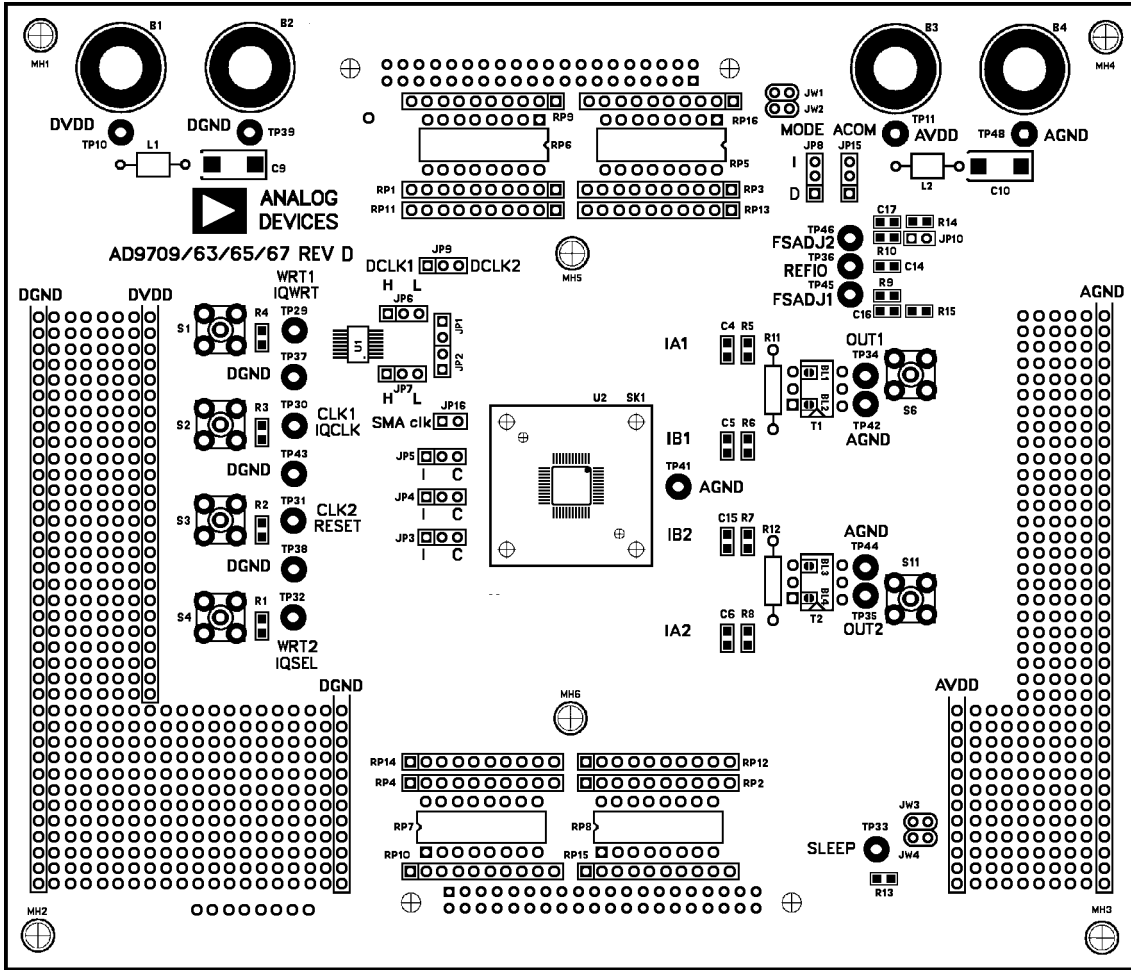 B1
B2
B3
B4
MH1
MH4
DVDD
TP10
DGND
TP39
L1
C9
ANALOG
DEVICES
AD9709/63/65/67 REV D
RP9
RP16
RP6
RP5
RP1
RP3
RP11
RP13
JW1
JW2
MODE
ACOM
JP8
JP15
I
D
TP11
AVDD
TP48
AGND
L2
C10
MH5
C17
R14
TP46
FSADJ2
JP10
R10
TP36
REFIO
C14
TP45
FSADJ1
R9
C16
R15
JP9
DCLK1
DCLK2
H L
JP6
U1
JP1
JP2
JP7
H L
DGND
DVDD
WRT1
IQWRT
S1
R4
TP29
TP37
DGND
S2
R3
TP30
CLK1
IQCLK
TP43
DGND
S3
R2
TP31
CLK2
RESET
TP38
DGND
S4
R1
TP32
WRT2
IQSEL
DGND
JP16
SMA clk
JP5
I C
JP4
I C
JP3
I C
U2
SK1
AGND
IA1
C4
R5
R11
BL1
BL2
T1
OUT1
TP34
S6
TP42
AGND
IB1
C5
R6
TP41
AGND
IB2
C15
R7
R12
BL3
BL4
T2
AGND
TP44
S11
TP35
OUT2
IA2
C6
R8
MH6
AVDD
RP14
RP12
RP4
RP2
RP7
RP8
RP10
RP15
JW3
TP33
SLEEP
JW4
R13
MH2
MH3